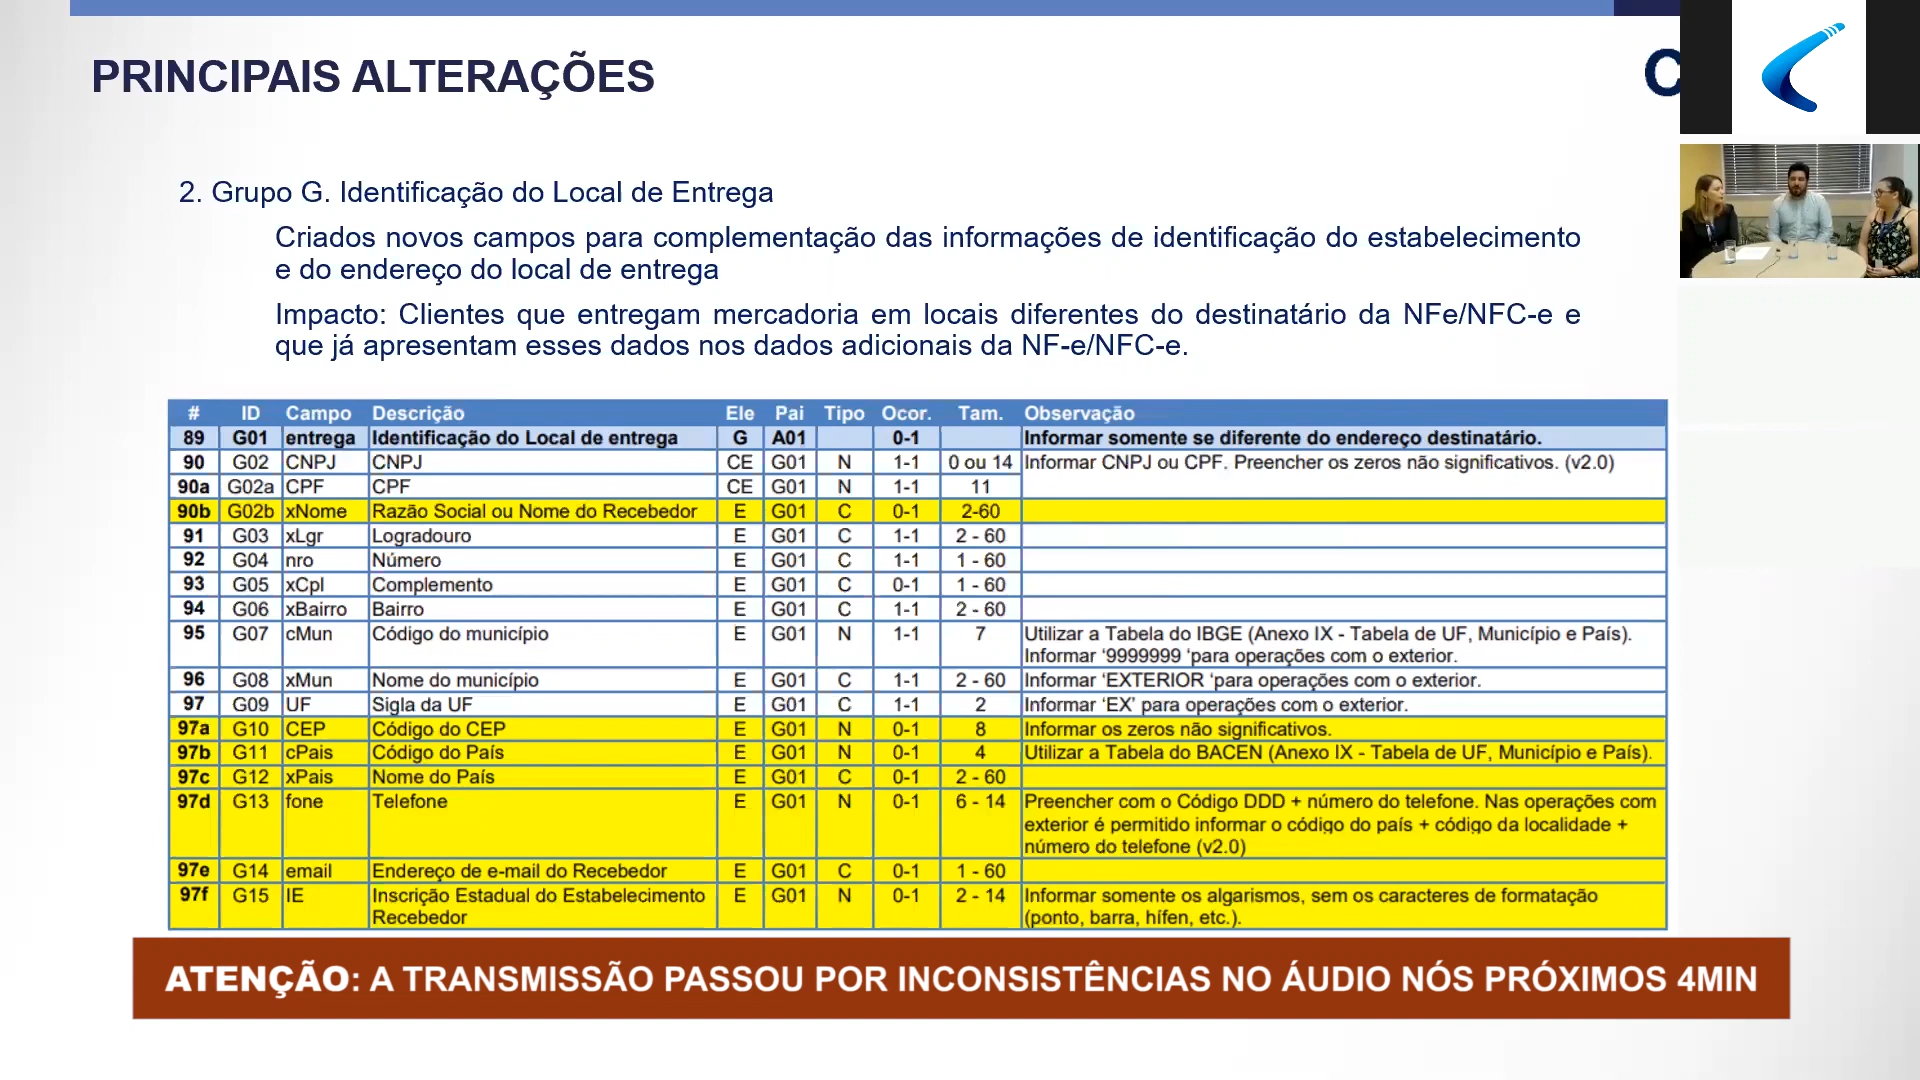 PRINCIPAIS ALTERAÇÕES
C
2. Grupo G. Identificação do Local de Entrega
Criados novos campos para complementação das informações de identificação do estabelecimento
e do endereço do local de entrega
Impacto: Clientes que entregam mercadoria em locais diferentes do destinatário da NFe/NFC-e e
que já apresentam esses dados nos dados adicionais da NF-e/NFC-e.
# ID Campo Descrição Ele Pai Tipo Ocor. Tam. Observação
89 G01 entrega Identificação do Local de entrega G A01 0-1 Informar somente se diferente do endereço destinatário.
90 G02 CNPJ CNPJ CE G01 N 1-1 0 ou 14 Informar CNPJ ou CPF. Preencher os zeros não significativos. (v2.0)
90a G02a CPF CPF CE G01 N 1-1 11
90b G02b xNome Razão Social ou Nome do Recebedor E G01 C 0-1 2-60
91 G03 xLgr Logradouro E G01 C 1-1 2 - 60
92 G04 nro Número E G01 C 1-1 1 - 60
93 G05 xCpl Complemento E G01 C 0-1 1 - 60
94 G06 xBairro Bairro E G01 C 1-1 2 - 60
95 G07 cMun Código do município E G01 N 1-1 7 Utilizar a Tabela do IBGE (Anexo IX - Tabela de UF, Município e País).
Informar ‘9999999 ‘para operações com o exterior.
96 G08 xMun Nome do município E G01 C 1-1 2 - 60 Informar ‘EXTERIOR ‘para operações com o exterior.
97 G09 UF Sigla da UF E G01 C 1-1 2 Informar ‘EX’ para operações com o exterior.
97a G10 CEP Código do CEP E G01 N 0-1 8 Informar os zeros não significativos.
97b G11 cPais Código do País E G01 N 0-1 4 Utilizar a Tabela do BACEN (Anexo IX - Tabela de UF, Município e País).
97c G12 xPais Nome do País E G01 C 0-1 2 - 60
97d G13 fone Telefone E G01 N 0-1 6 - 14 Preencher com o Código DDD + número do telefone. Nas operações com
exterior é permitido informar o código do país + código da localidade +
número do telefone (v2.0)
97e G14 email Endereço de e-mail do Recebedor E G01 C 0-1 1 - 60
97f G15 IE Inscrição Estadual do Estabelecimento E G01 N 0-1 2 - 14 Informar somente os algarismos, sem os caracteres de formatação
Recebedor (ponto, barra, hífen, etc.).
ATENÇÃO: A TRANSMISSÃO PASSOU POR INCONSISTÊNCIAS NO ÁUDIO NÓS PRÓXIMOS 4MIN